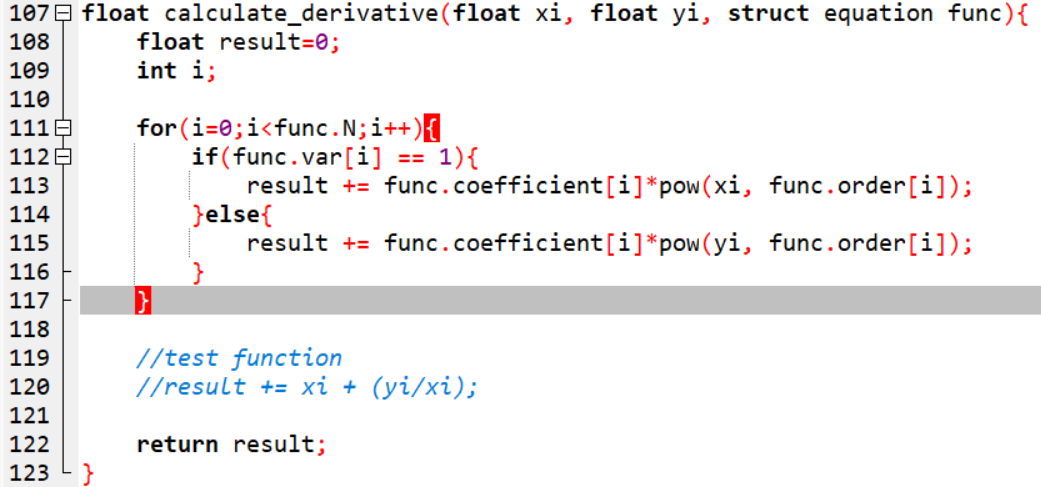 107 float calculate_derivative(float xi, float yi, struct equation func){
108     float result=0;
109     int i;
110
111     for(i=0;i<func.N;i++){
112         if(func.var[i] == 1){
113             result += func.coefficient[i]*pow(xi, func.order[i]);
114         }else{
115             result += func.coefficient[i]*pow(yi, func.order[i]);
116         }
117     }
118
119     //test function
120     //result += xi + (yi/xi);
121
122     return result;
123 }